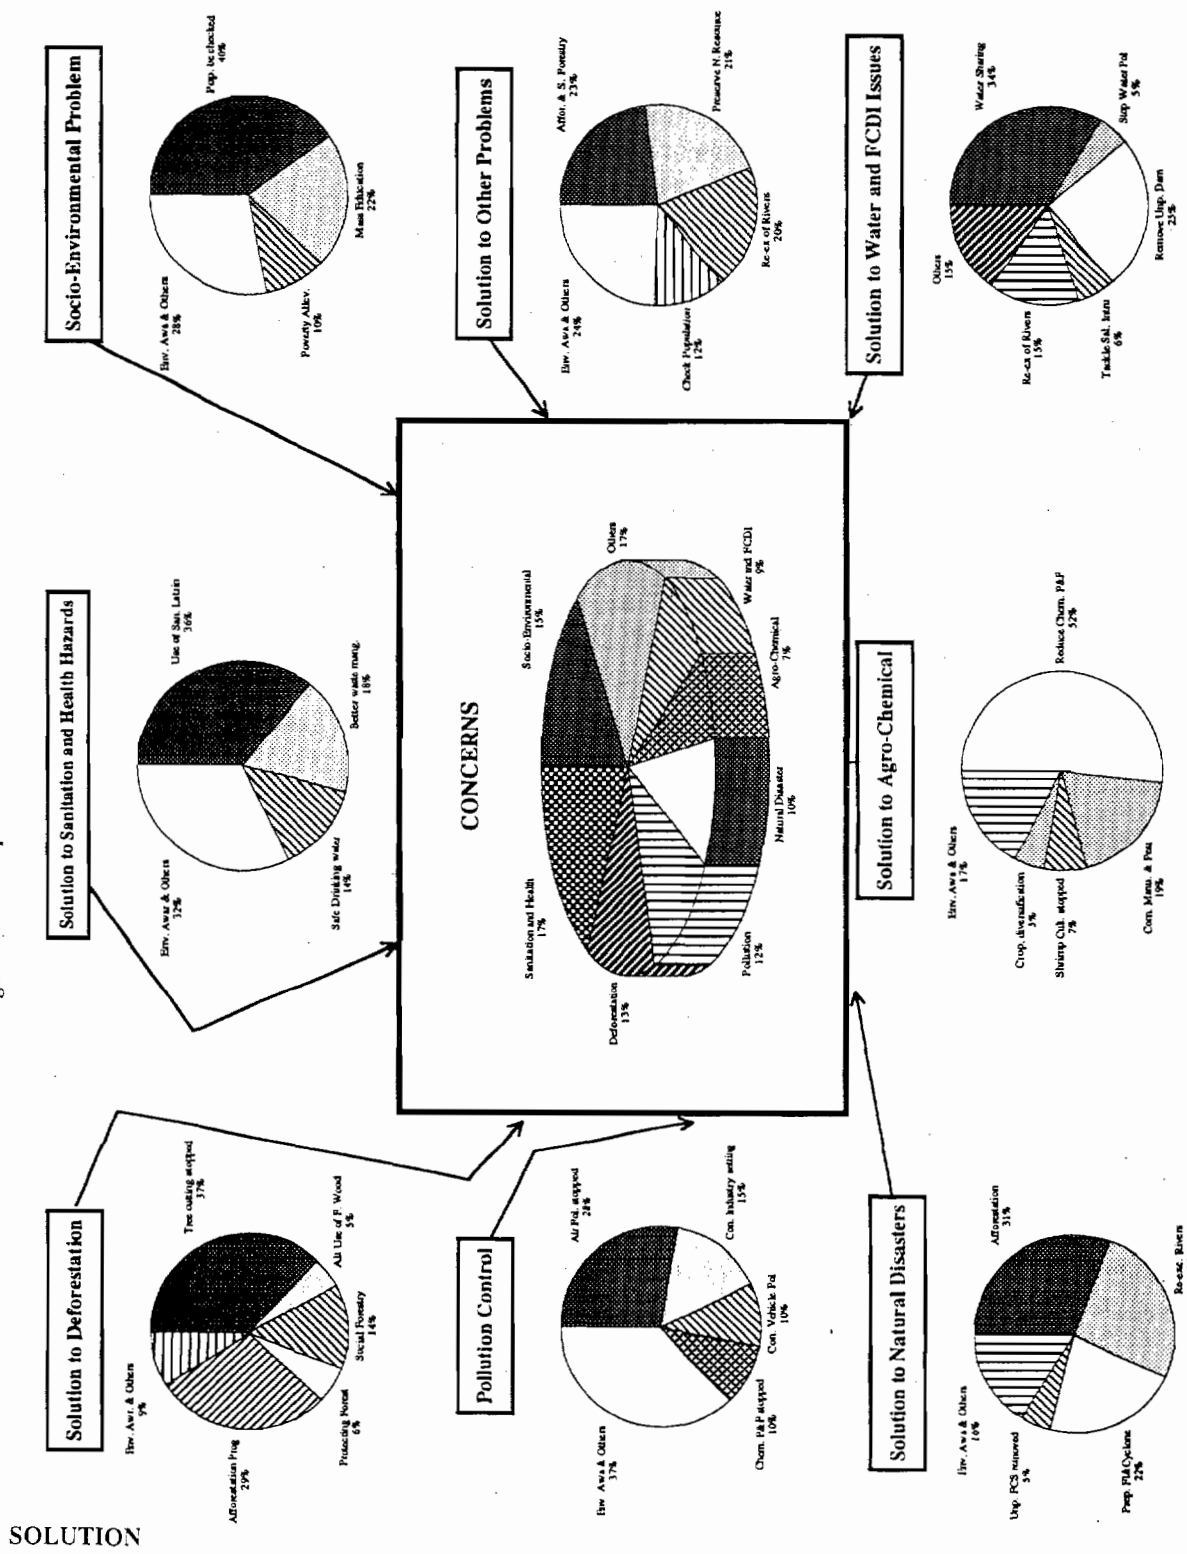 SOLUTION
Solution to Deforestation
Tree cutting stopped
37%
Alt Use of F. Wood
5%
Social Forestry
14%
Protecting Forest
6%
Afforestation Prog
29%
Env. Awr. & Others
9%
Solution to Sanitation and Health Hazards
Use of San. Latrin
36%
Better waste mang.
18%
Safe Drinking water
14%
Env. Awar & Others
32%
Socio-Environmental Problem
Pop. be checked
40%
Mass Education
22%
Poverty Allev.
10%
Env. Awa & Others
28%
Pollution Control
Air Pol. stopped
28%
Con. Industry setting
15%
Con. Vehicle Pol
10%
Chem. P&F stopped
10%
Env. Awa & Others
37%
CONCERNS
Socio-Environmental
15%
Others
17%
Water and FCDI
9%
Agro-Chemical
7%
Natural Disaster
10%
Pollution
12%
Deforestation
13%
Sanitation and Health
17%
Solution to Other Problems
Affor. & S. Forestry
23%
Preserve N. Resource
21%
Re-ex of Rivers
20%
Check Population
12%
Env. Awa & Others
24%
Solution to Natural Disasters
Afforestation
31%
Re-exc. Rivers
Prep. Fl&Cyclone
22%
Unp. FCS removed
5%
Env. Awa & Others
16%
Solution to Agro-Chemical
Reduce Chem. P&F
52%
Com. Manu. & Pest
19%
Shrimp Cult. stopped
7%
Crop. diversification
5%
Env. Awa & Others
17%
Solution to Water and FCDI Issues
Water Sharing
34%
Stop Water Pol
5%
Remove Unp. Dam
25%
Tackle Sal. Intru
6%
Re-ex of Rivers
15%
Others
15%